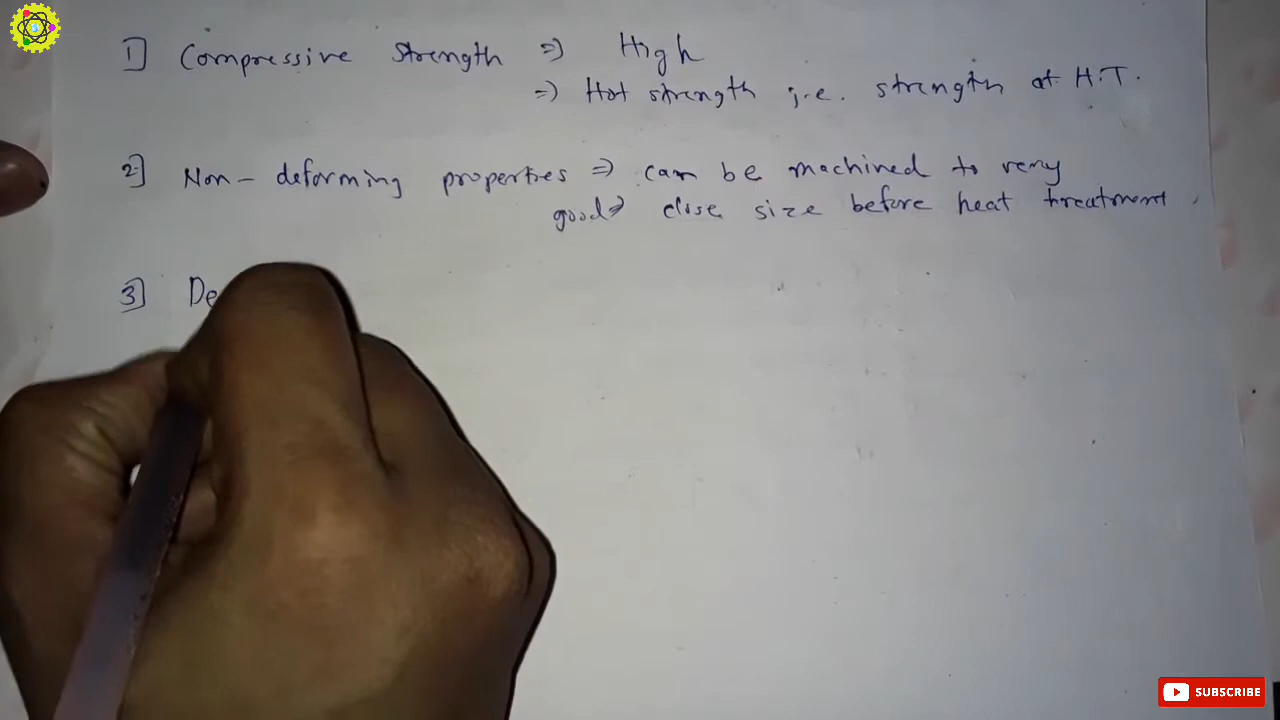 1] Compressive strength => High
=> Hot strength i.e. strength at H.T.
2] Non-deforming properties => can be machined to very
good => close size before heat treatment.
3] De
SUBSCRIBE